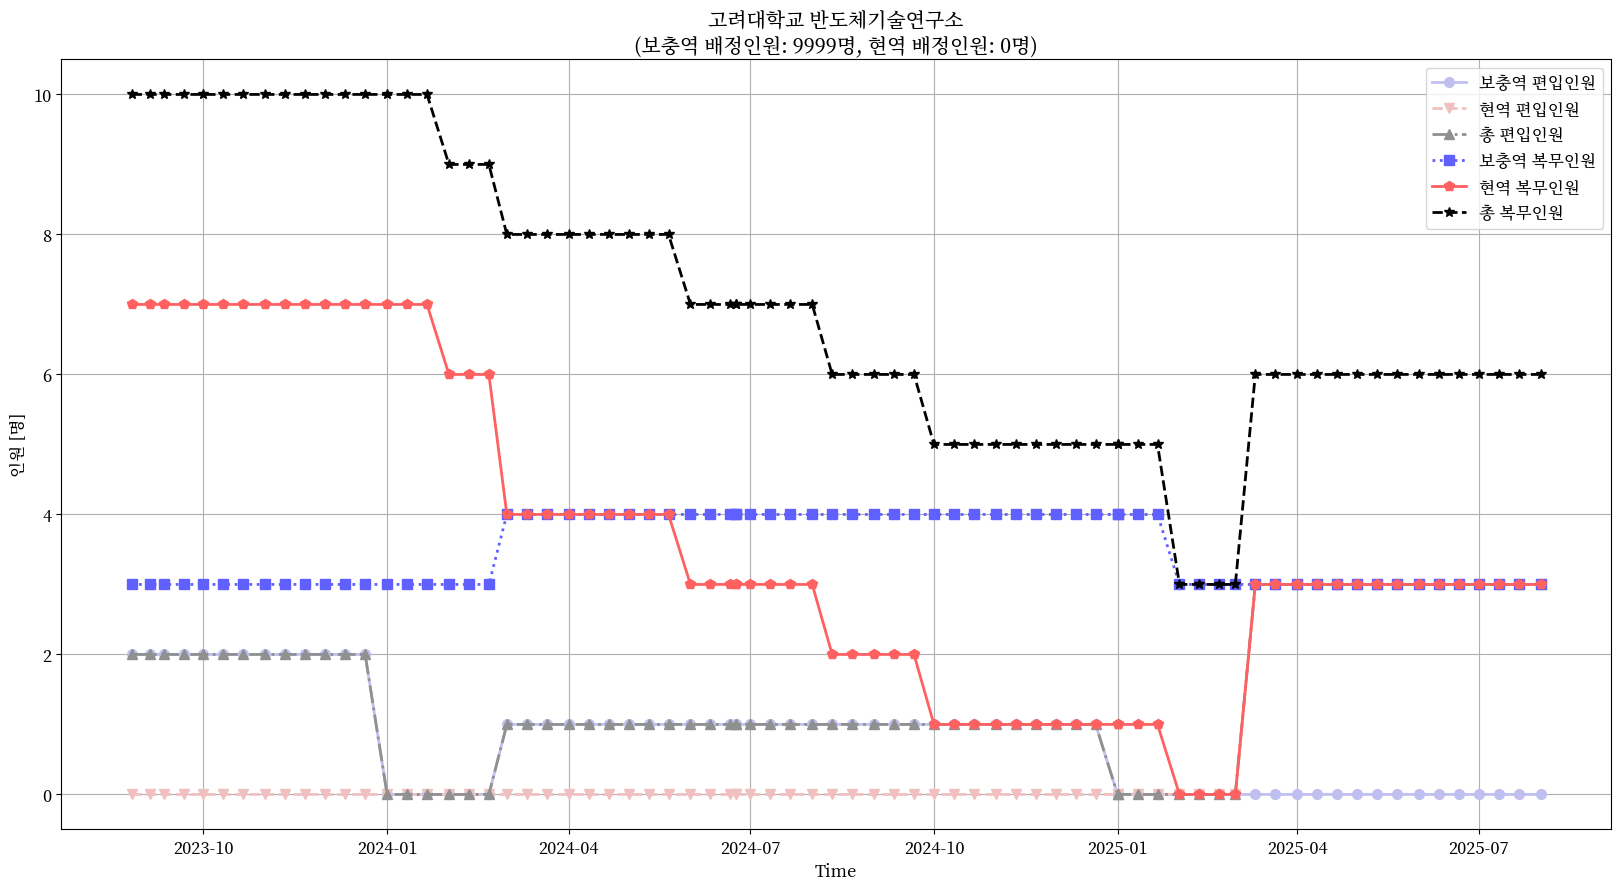 고려대학교 반도체기술연구소
(보충역 배정인원: 9999명, 현역 배정인원: 0명)
보충역 편입인원
현역 편입인원
총 편입인원
보충역 복무인원
현역 복무인원
총 복무인원
인원 [명]
10
8
6
4
2
0
2023-10
2024-01
2024-04
2024-07
2024-10
2025-01
2025-04
2025-07
Time